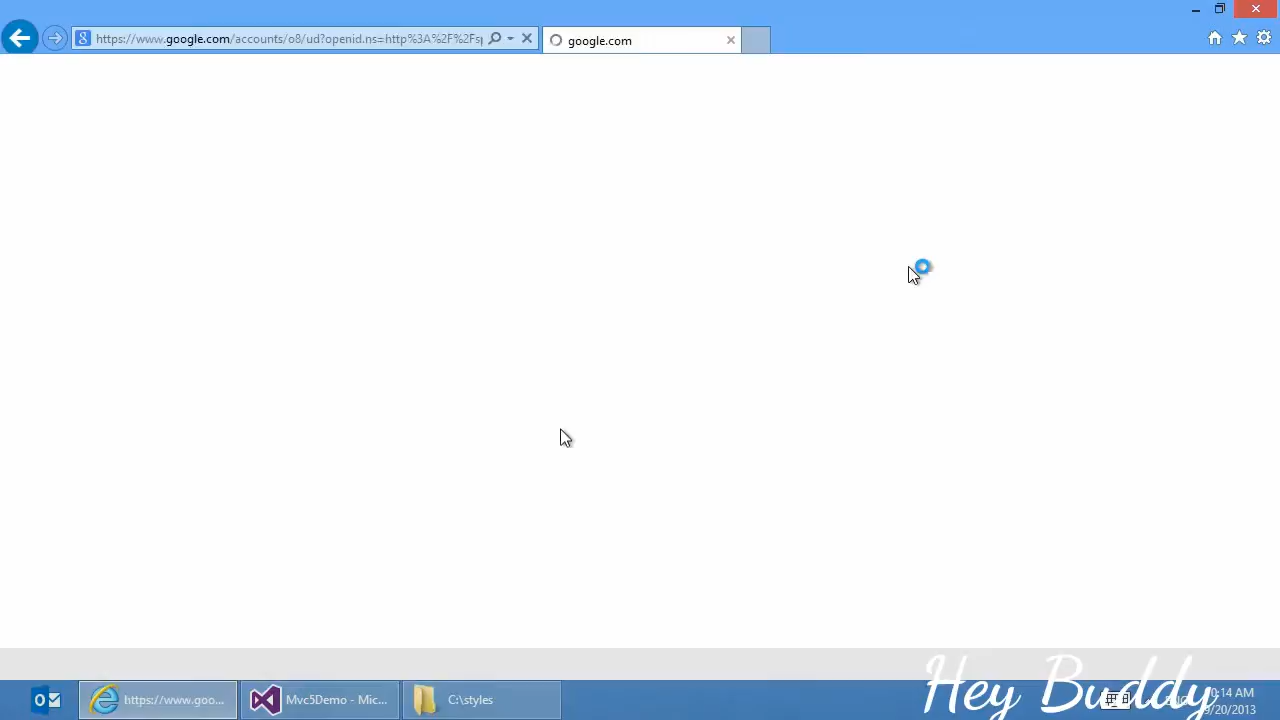 https://www.google.com/accounts/o8/ud?openid.ns=http%3A%2F%2Fs
google.com
https://www.goo...
Mvc5Demo - Mic...
C:\styles
Hey Buddy
:14 AM
9/20/2013